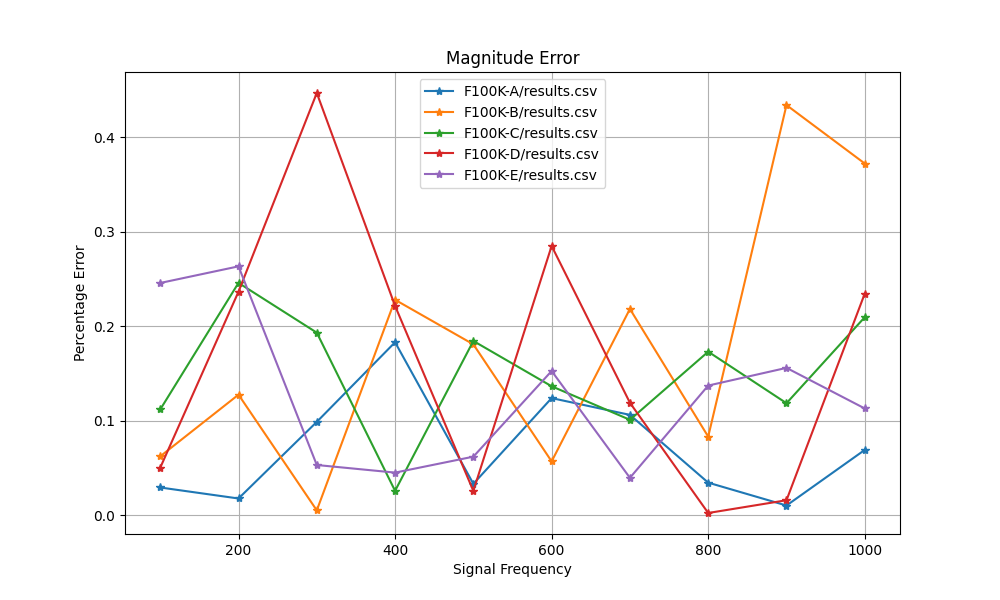 Magnitude Error
F100K-A/results.csv
F100K-B/results.csv
F100K-C/results.csv
F100K-D/results.csv
F100K-E/results.csv
Percentage Error
0.4
0.3
0.2
0.1
0.0
200
400
600
800
1000
Signal Frequency